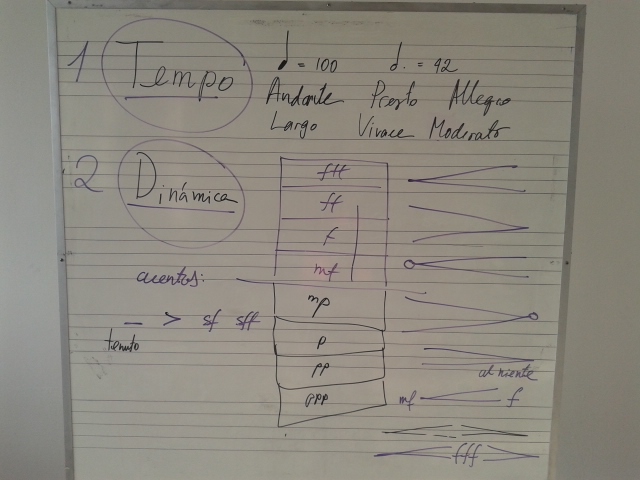 1 Tempo
♩ = 100 𝅗𝅥. = 42
Andante Presto Allegro
Largo Vivace Moderato
2 Dinámica
fff
ff
f
mf
acentos:
mp
_ > sf sff
tenuto
p
pp
al niente
ppp
mf < f
fff